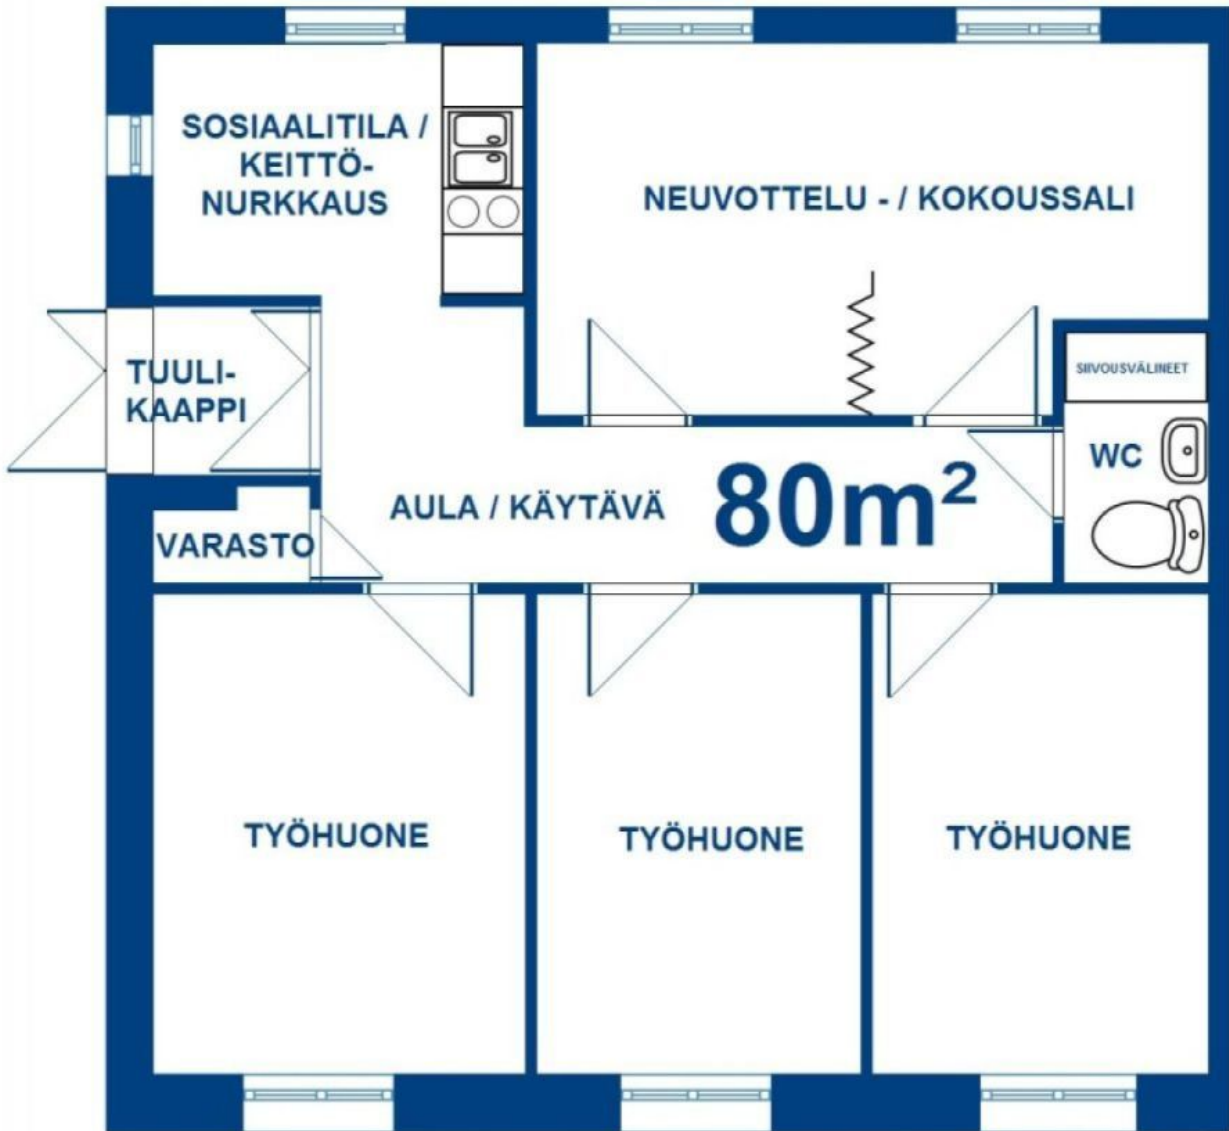 SOSIAALITILA /
KEITTÖ-
NURKKAUS
NEUVOTTELU - / KOKOUSSALI
TUULI-
KAAPPI
SIIVOUSVÄLINEET
WC
AULA / KÄYTÄVÄ
80m²
VARASTO
TYÖHUONE
TYÖHUONE
TYÖHUONE